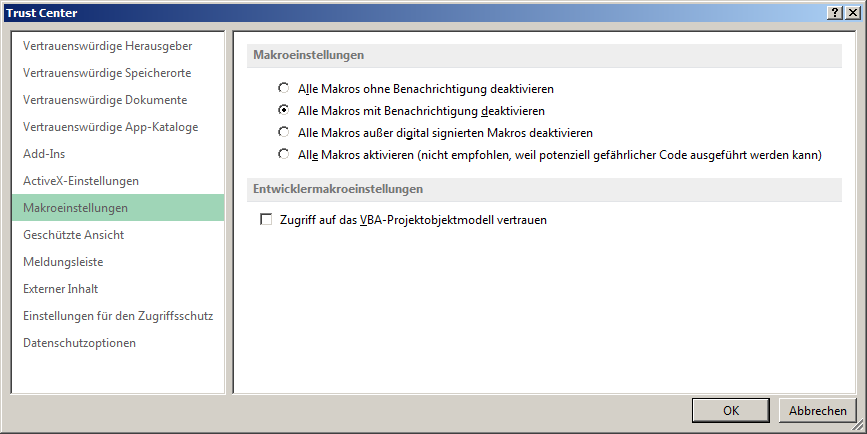 Trust Center
Vertrauenswürdige Herausgeber
Vertrauenswürdige Speicherorte
Vertrauenswürdige Dokumente
Vertrauenswürdige App-Kataloge
Add-Ins
ActiveX-Einstellungen
Makroeinstellungen
Geschützte Ansicht
Meldungsleiste
Externer Inhalt
Einstellungen für den Zugriffsschutz
Datenschutzoptionen
Makroeinstellungen
Alle Makros ohne Benachrichtigung deaktivieren
Alle Makros mit Benachrichtigung deaktivieren
Alle Makros außer digital signierten Makros deaktivieren
Alle Makros aktivieren (nicht empfohlen, weil potenziell gefährlicher Code ausgeführt werden kann)
Entwicklermakroeinstellungen
Zugriff auf das VBA-Projektobjektmodell vertrauen
OK
Abbrechen